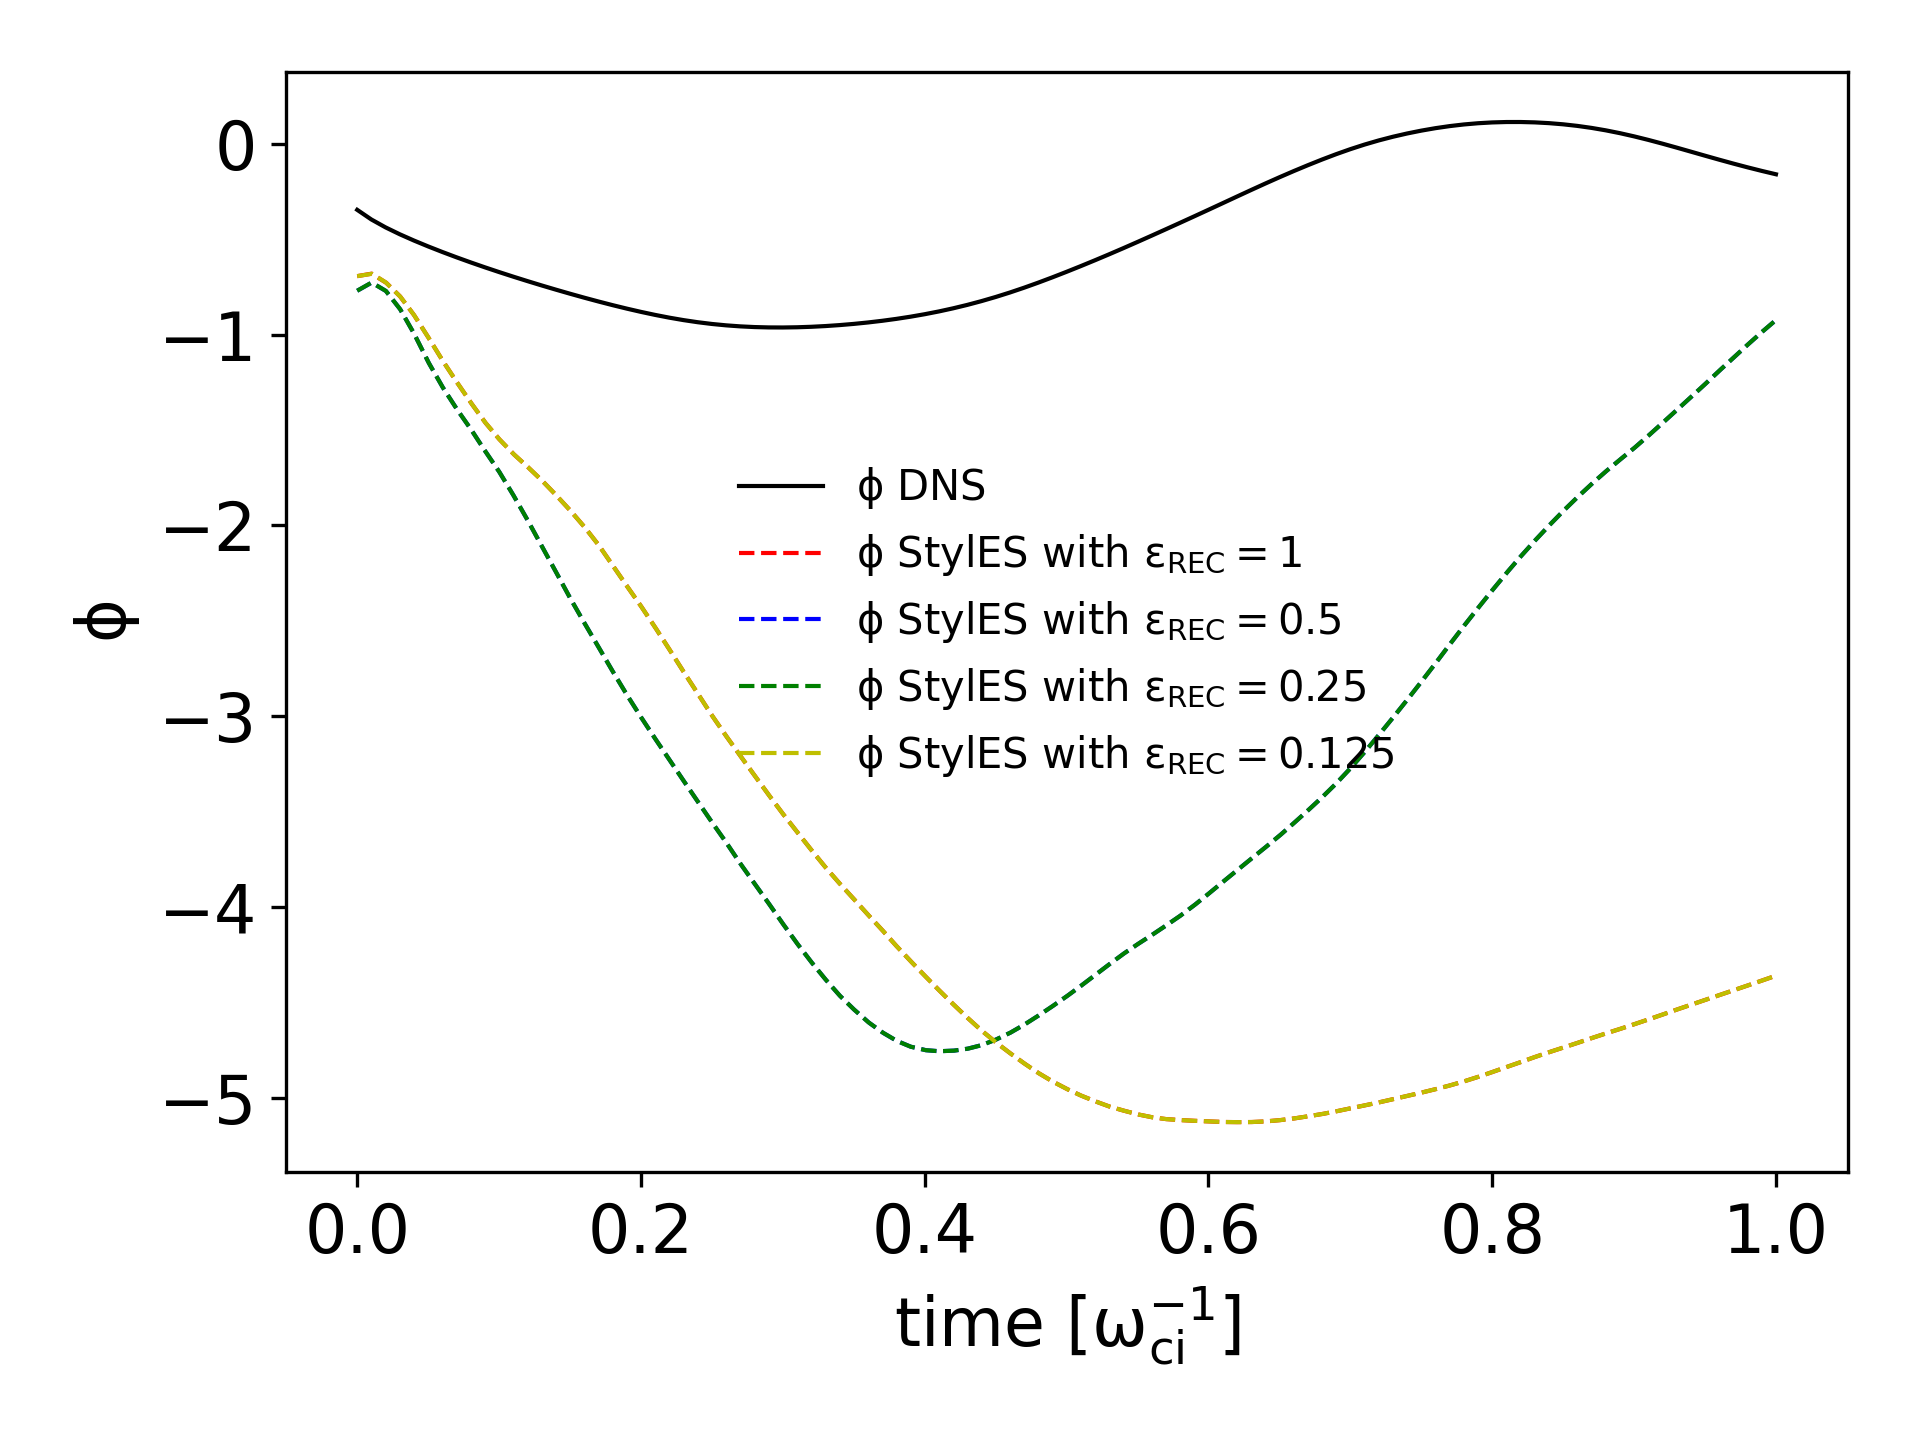 0
−1
−2
−3
−4
−5
ϕ
ϕ DNS
ϕ StylES with ε_REC = 1
ϕ StylES with ε_REC = 0.5
ϕ StylES with ε_REC = 0.25
ϕ StylES with ε_REC = 0.125
0.0 0.2 0.4 0.6 0.8 1.0
time [ω_ci^−1]